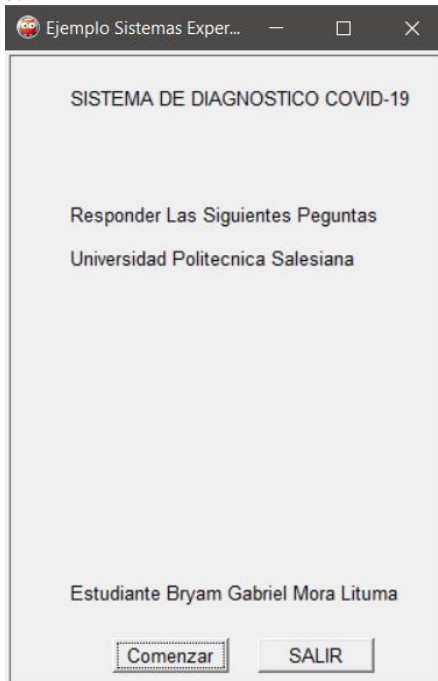 Ejemplo Sistemas Exper...
SISTEMA DE DIAGNOSTICO COVID-19
Responder Las Siguientes Peguntas
Universidad Politecnica Salesiana
Estudiante Bryam Gabriel Mora Lituma
Comenzar
SALIR